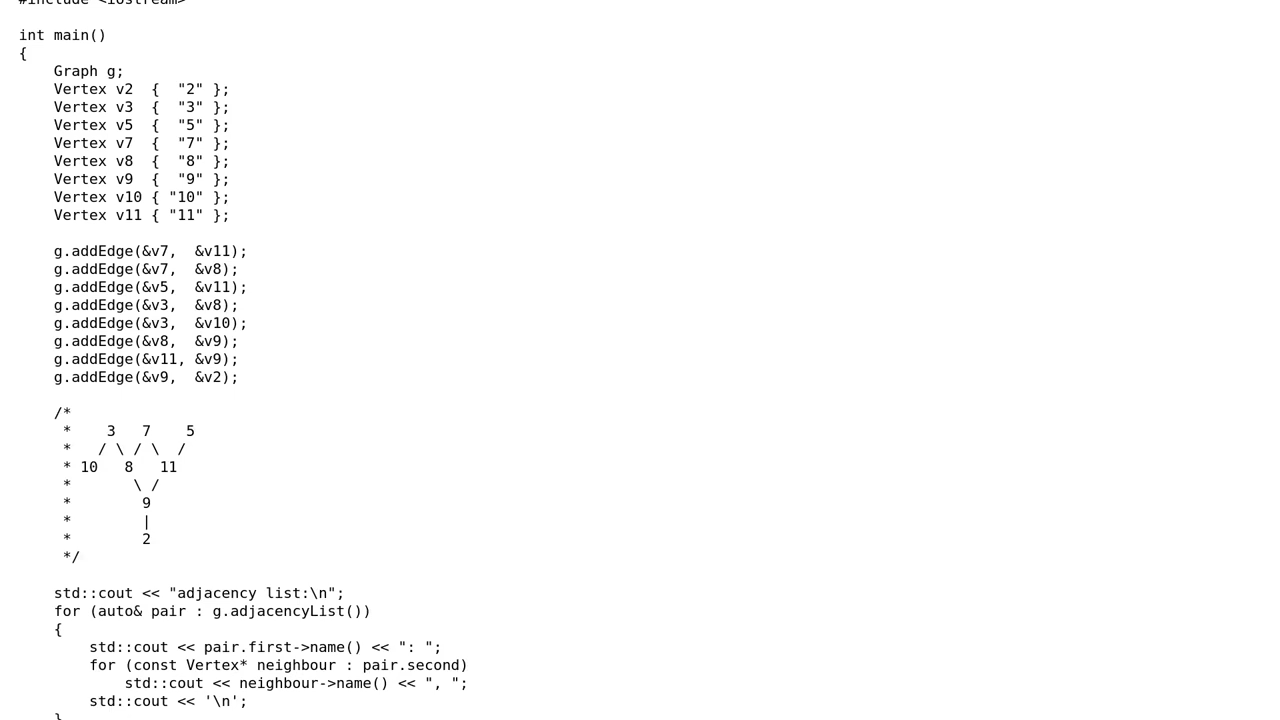 #include <iostream>

int main()
{
    Graph g;
    Vertex v2  {  "2" };
    Vertex v3  {  "3" };
    Vertex v5  {  "5" };
    Vertex v7  {  "7" };
    Vertex v8  {  "8" };
    Vertex v9  {  "9" };
    Vertex v10 { "10" };
    Vertex v11 { "11" };

    g.addEdge(&v7,  &v11);
    g.addEdge(&v7,  &v8);
    g.addEdge(&v5,  &v11);
    g.addEdge(&v3,  &v8);
    g.addEdge(&v3,  &v10);
    g.addEdge(&v8,  &v9);
    g.addEdge(&v11, &v9);
    g.addEdge(&v9,  &v2);

    /*
     *    3   7    5
     *   / \ / \  /
     * 10   8   11
     *       \ /
     *        9
     *        |
     *        2
     */

    std::cout << "adjacency list:\n";
    for (auto& pair : g.adjacencyList())
    {
        std::cout << pair.first->name() << ": ";
        for (const Vertex* neighbour : pair.second)
            std::cout << neighbour->name() << ", ";
        std::cout << '\n';
    }